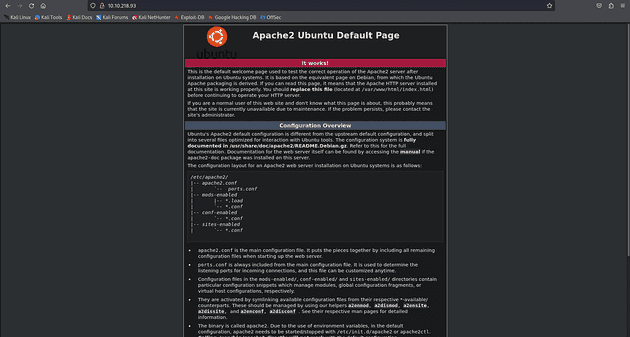 10.10.218.93
Kali Linux Kali Tools Kali Docs Kali Forums Kali NetHunter Exploit-DB Google Hacking DB OffSec
ubuntu
Apache2 Ubuntu Default Page
It works!
This is the default welcome page used to test the correct operation of the Apache2 server after
installation on Ubuntu systems. It is based on the equivalent page on Debian, from which the Ubuntu
Apache packaging is derived. If you can read this page, it means that the Apache HTTP server installed
at this site is working properly. You should replace this file (located at /var/www/html/index.html)
before continuing to operate your HTTP server.
If you are a normal user of this web site and don't know what this page is about, this probably means
that the site is currently unavailable due to maintenance. If the problem persists, please contact the
site's administrator.
Configuration Overview
Ubuntu's Apache2 default configuration is different from the upstream default configuration, and split
into several files optimized for interaction with Ubuntu tools. The configuration system is fully
documented in /usr/share/doc/apache2/README.Debian.gz. Refer to this for the full
documentation. Documentation for the web server itself can be found by accessing the manual if the
apache2-doc package was installed on this server.
The configuration layout for an Apache2 web server installation on Ubuntu systems is as follows:
/etc/apache2/
|-- apache2.conf
|       `--  ports.conf
|-- mods-enabled
|       |-- *.load
|       `-- *.conf
|-- conf-enabled
|       `-- *.conf
|-- sites-enabled
|       `-- *.conf
• apache2.conf is the main configuration file. It puts the pieces together by including all remaining
configuration files when starting up the web server.
• ports.conf is always included from the main configuration file. It is used to determine the
listening ports for incoming connections, and this file can be customized anytime.
• Configuration files in the mods-enabled/, conf-enabled/ and sites-enabled/ directories contain
particular configuration snippets which manage modules, global configuration fragments, or
virtual host configurations, respectively.
• They are activated by symlinking available configuration files from their respective *-available/
counterparts. These should be managed by using our helpers a2enmod, a2dismod, a2ensite,
a2dissite, and a2enconf, a2disconf . See their respective man pages for detailed
information.
• The binary is called apache2. Due to the use of environment variables, in the default
configuration, apache2 needs to be started/stopped with /etc/init.d/apache2 or apache2ctl.